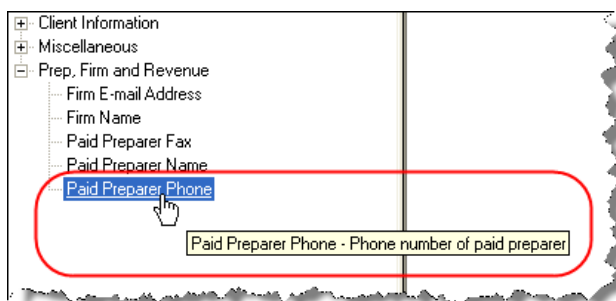 Client Information
Miscellaneous
Prep, Firm and Revenue
Firm E-mail Address
Firm Name
Paid Preparer Fax
Paid Preparer Name
Paid Preparer Phone
Paid Preparer Phone - Phone number of paid preparer